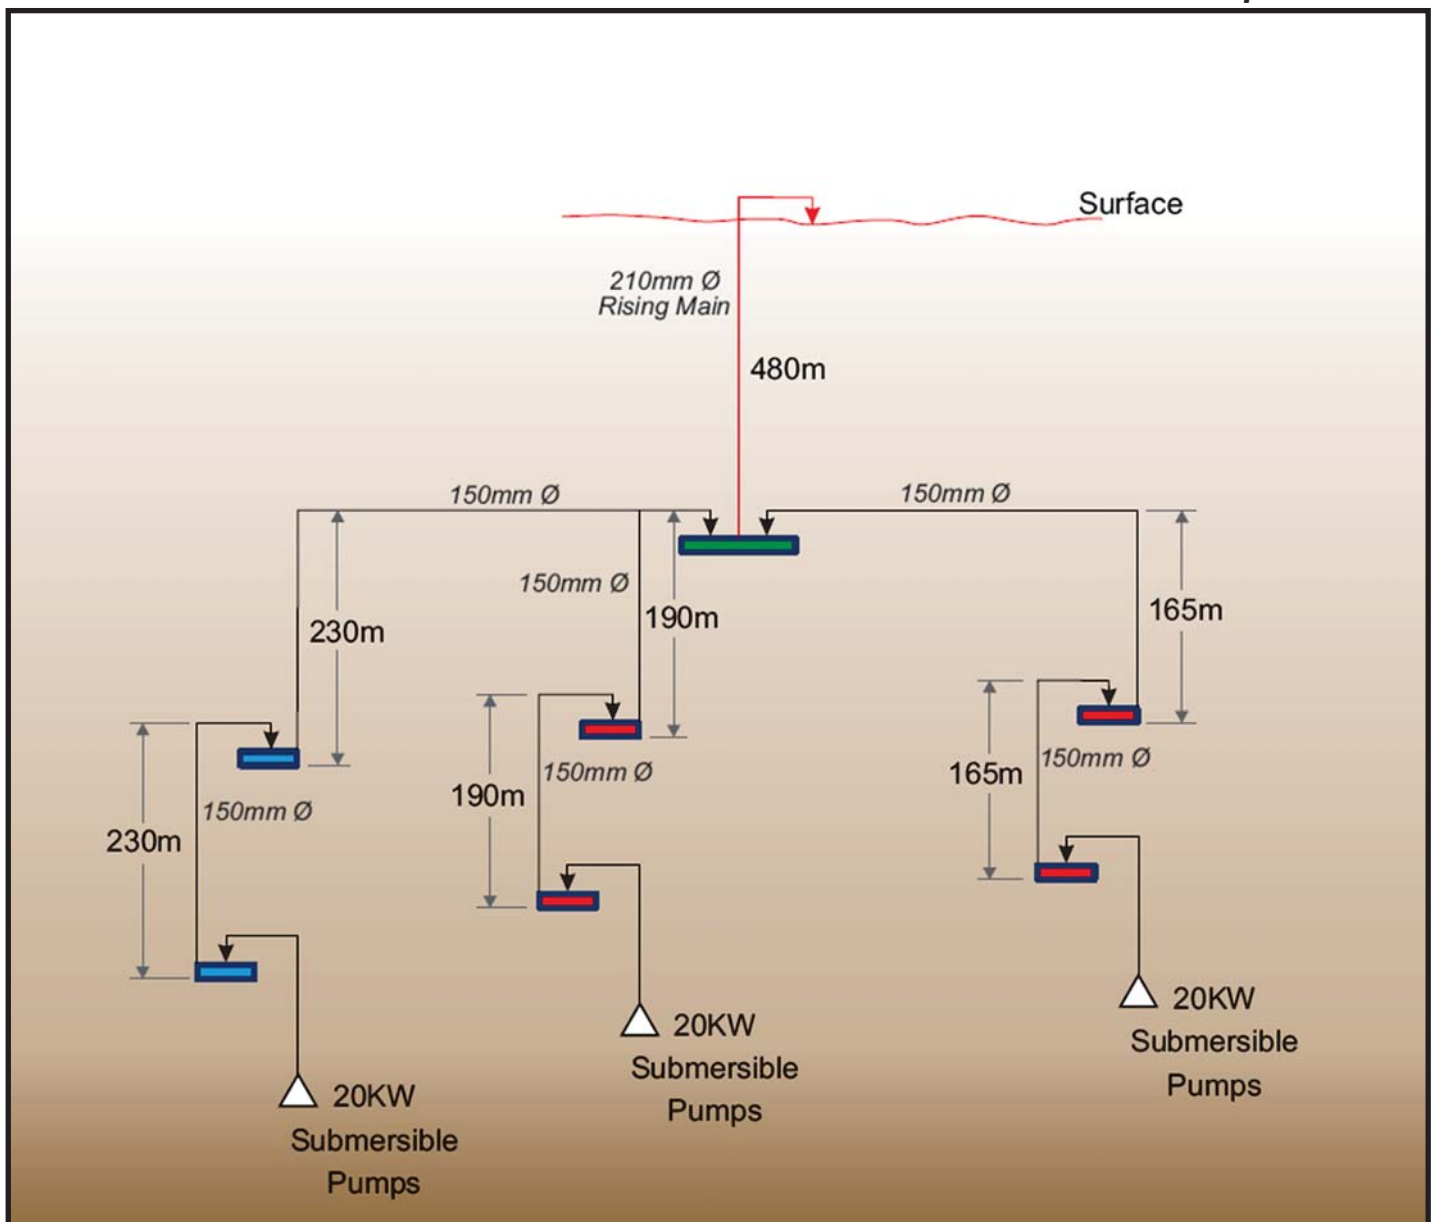 Surface
210mm Ø
Rising Main
480m
150mm Ø
150mm Ø
150mm Ø
230m
190m
165m
230m
150mm Ø
190m
150mm Ø
165m
150mm Ø
20KW
Submersible
Pumps
20KW
Submersible
Pumps
20KW
Submersible
Pumps